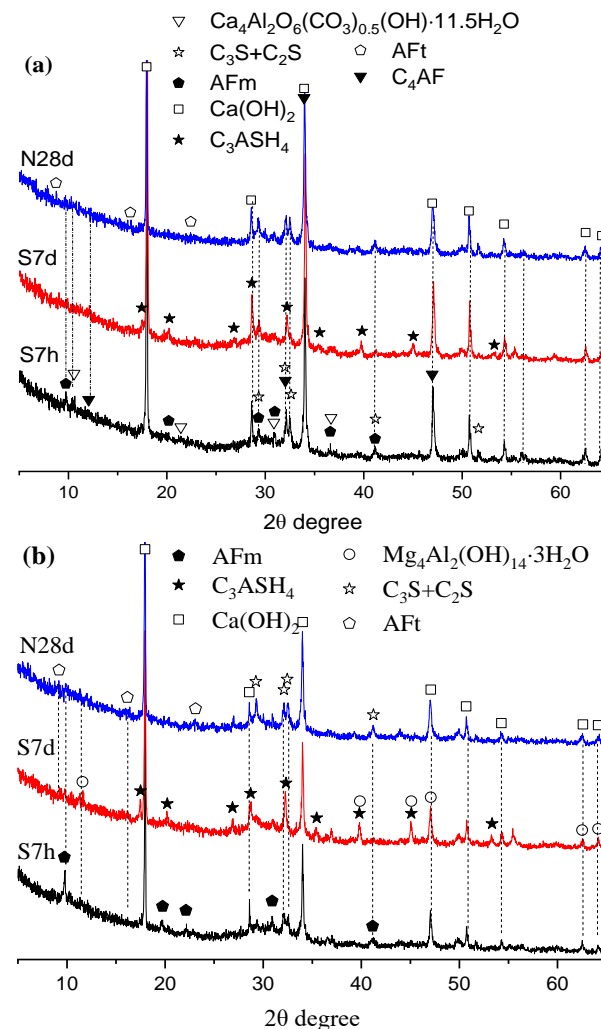 Ca4Al2O6(CO3)0.5(OH)·11.5H2O
(a)
C3S+C2S
AFt
AFm
C4AF
Ca(OH)2
C3ASH4
N28d
S7d
S7h
10 20 30 40 50 60
2θ degree
(b)
AFm
Mg4Al2(OH)14·3H2O
C3ASH4
C3S+C2S
Ca(OH)2
AFt
N28d
S7d
S7h
10 20 30 40 50 60
2θ degree